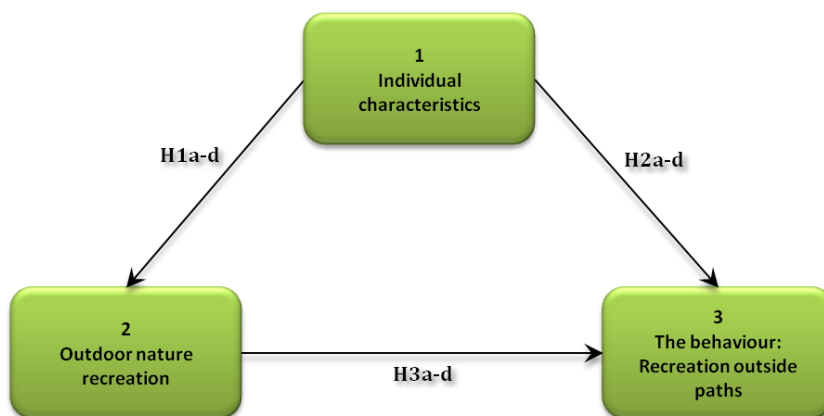 1
Individual
characteristics
H1a-d
H2a-d
2
Outdoor nature
recreation
H3a-d
3
The behaviour:
Recreation outside
paths